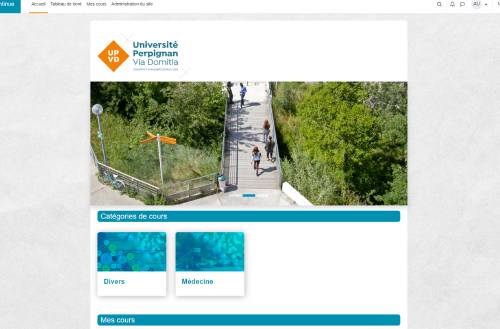 Accueil Tableau de bord Mes cours Administration du site
AU
UP
VD
Université
Perpignan
Via Domitia
Catégories de cours
Divers
Médecine
Mes cours